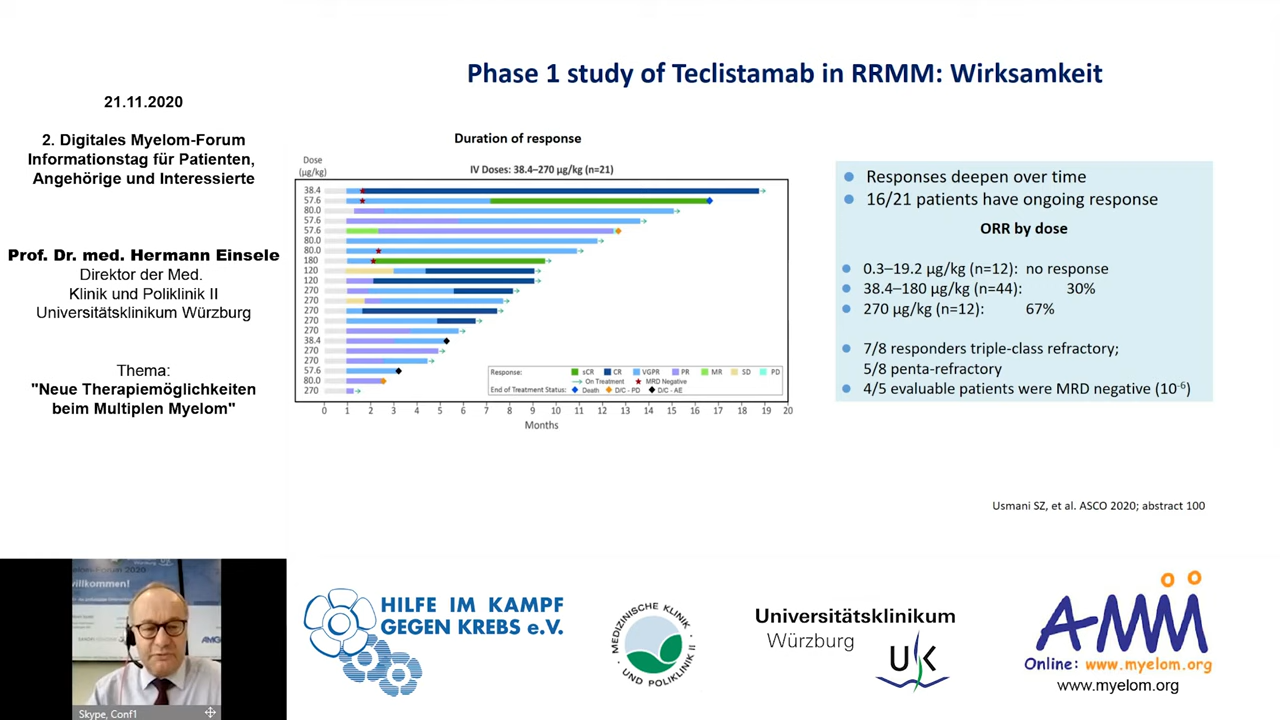 Phase 1 study of Teclistamab in RRMM: Wirksamkeit
21.11.2020
2. Digitales Myelom-Forum
Informationstag für Patienten,
Angehörige und Interessierte
Prof. Dr. med. Hermann Einsele
Direktor der Med.
Klinik und Poliklinik II
Universitätsklinikum Würzburg
Thema:
"Neue Therapiemöglichkeiten
beim Multiplen Myelom"
Duration of response
Dose
(µg/kg)
IV Doses: 38.4–270 µg/kg (n=21)
38.4
57.6
80.0
57.6
57.6
80.0
80.0
180
120
120
270
270
270
270
270
38.4
270
270
57.6
80.0
270
Response: sCR CR VGPR PR MR SD PD
On Treatment MRD Negative
End of Treatment Status: Death D/C - PD D/C - AE
0 1 2 3 4 5 6 7 8 9 10 11 12 13 14 15 16 17 18 19 20
Months
Responses deepen over time
16/21 patients have ongoing response
ORR by dose
0.3–19.2 µg/kg (n=12): no response
38.4–180 µg/kg (n=44): 30%
270 µg/kg (n=12): 67%
7/8 responders triple-class refractory;
5/8 penta-refractory
4/5 evaluable patients were MRD negative (10-6)
Usmani SZ, et al. ASCO 2020; abstract 100
willkommen!
Skype, Conf1
HILFE IM KAMPF
GEGEN KREBS e.V.
MEDIZINISCHE KLINIK
UND POLIKLINIK II
Universitätsklinikum
Würzburg
UK
AMM
Online: www.myelom.org
www.myelom.org